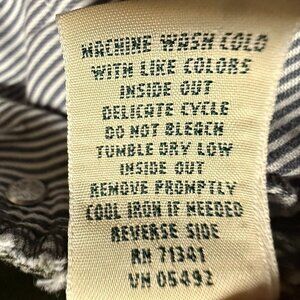 MACHINE WASH COLD
WITH LIKE COLORS
INSIDE OUT
DELICATE CYCLE
DO NOT BLEACH
TUMBLE DRY LOW
INSIDE OUT
REMOVE PROMPTLY
COOL IRON IF NEEDED
REVERSE SIDE
RN 71341
VN 05492